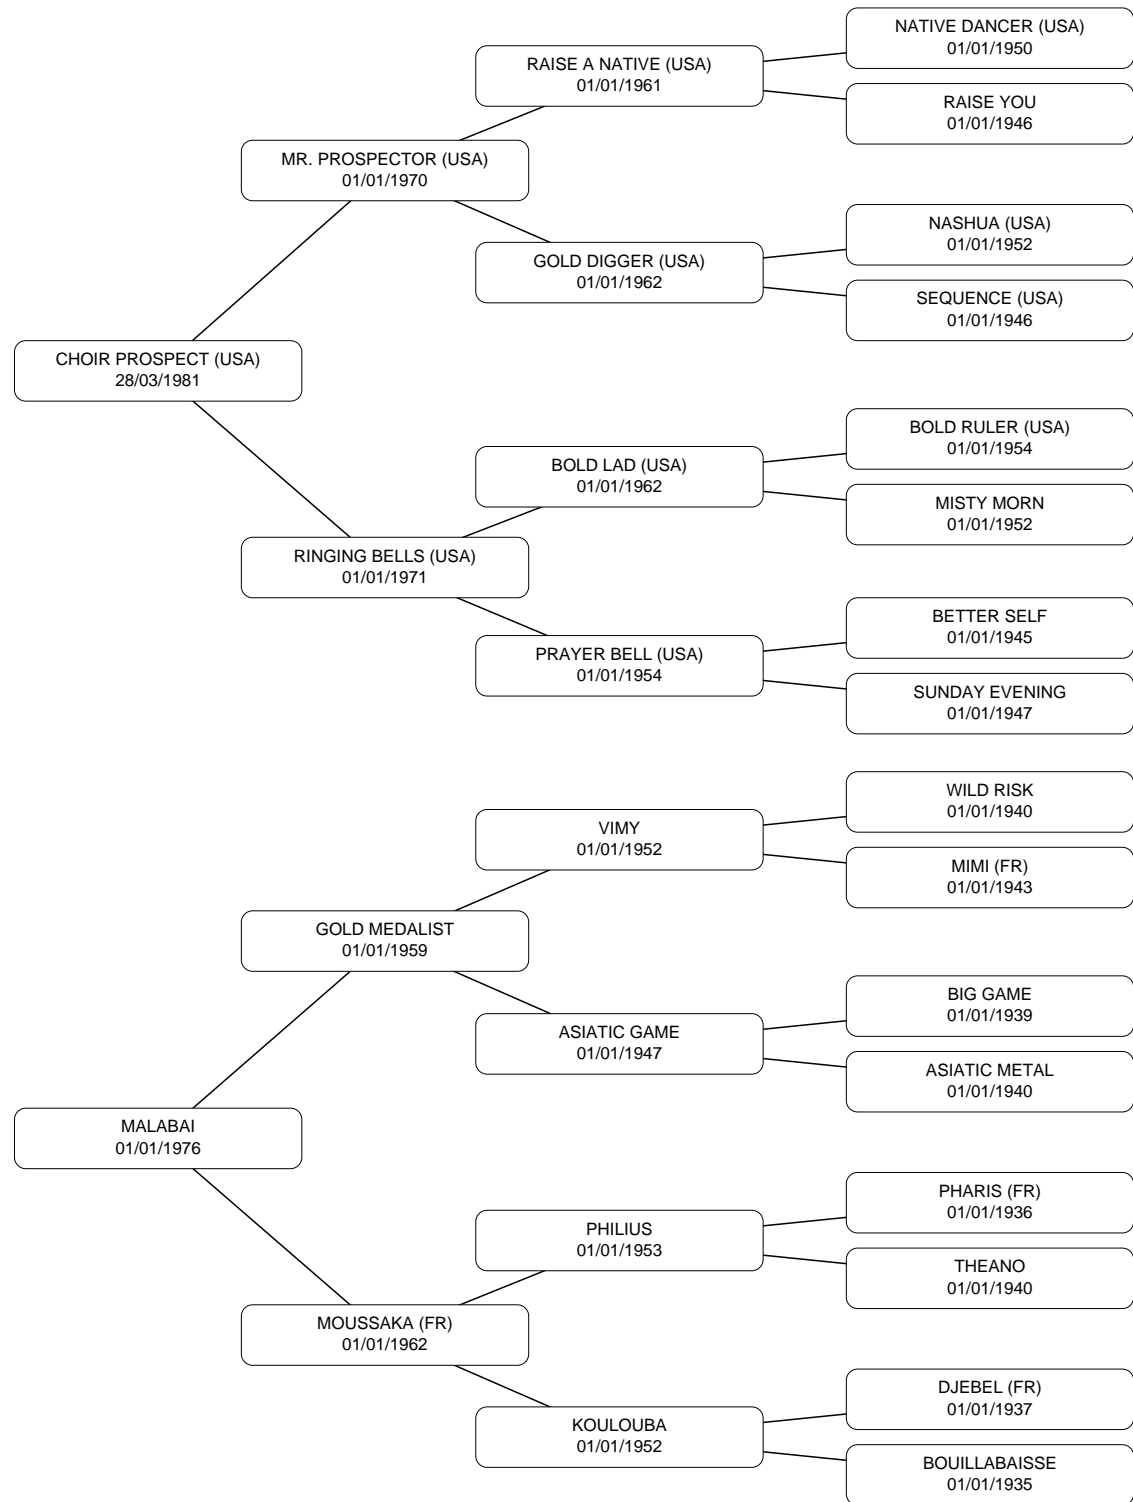 NATIVE DANCER (USA)
01/01/1950
RAISE A NATIVE (USA)
01/01/1961
RAISE YOU
01/01/1946
MR. PROSPECTOR (USA)
01/01/1970
NASHUA (USA)
01/01/1952
GOLD DIGGER (USA)
01/01/1962
SEQUENCE (USA)
01/01/1946
CHOIR PROSPECT (USA)
28/03/1981
BOLD RULER (USA)
01/01/1954
BOLD LAD (USA)
01/01/1962
MISTY MORN
01/01/1952
RINGING BELLS (USA)
01/01/1971
BETTER SELF
01/01/1945
PRAYER BELL (USA)
01/01/1954
SUNDAY EVENING
01/01/1947
WILD RISK
01/01/1940
VIMY
01/01/1952
MIMI (FR)
01/01/1943
GOLD MEDALIST
01/01/1959
BIG GAME
01/01/1939
ASIATIC GAME
01/01/1947
ASIATIC METAL
01/01/1940
MALABAI
01/01/1976
PHARIS (FR)
01/01/1936
PHILIUS
01/01/1953
THEANO
01/01/1940
MOUSSAKA (FR)
01/01/1962
DJEBEL (FR)
01/01/1937
KOULOUBA
01/01/1952
BOUILLABAISSE
01/01/1935